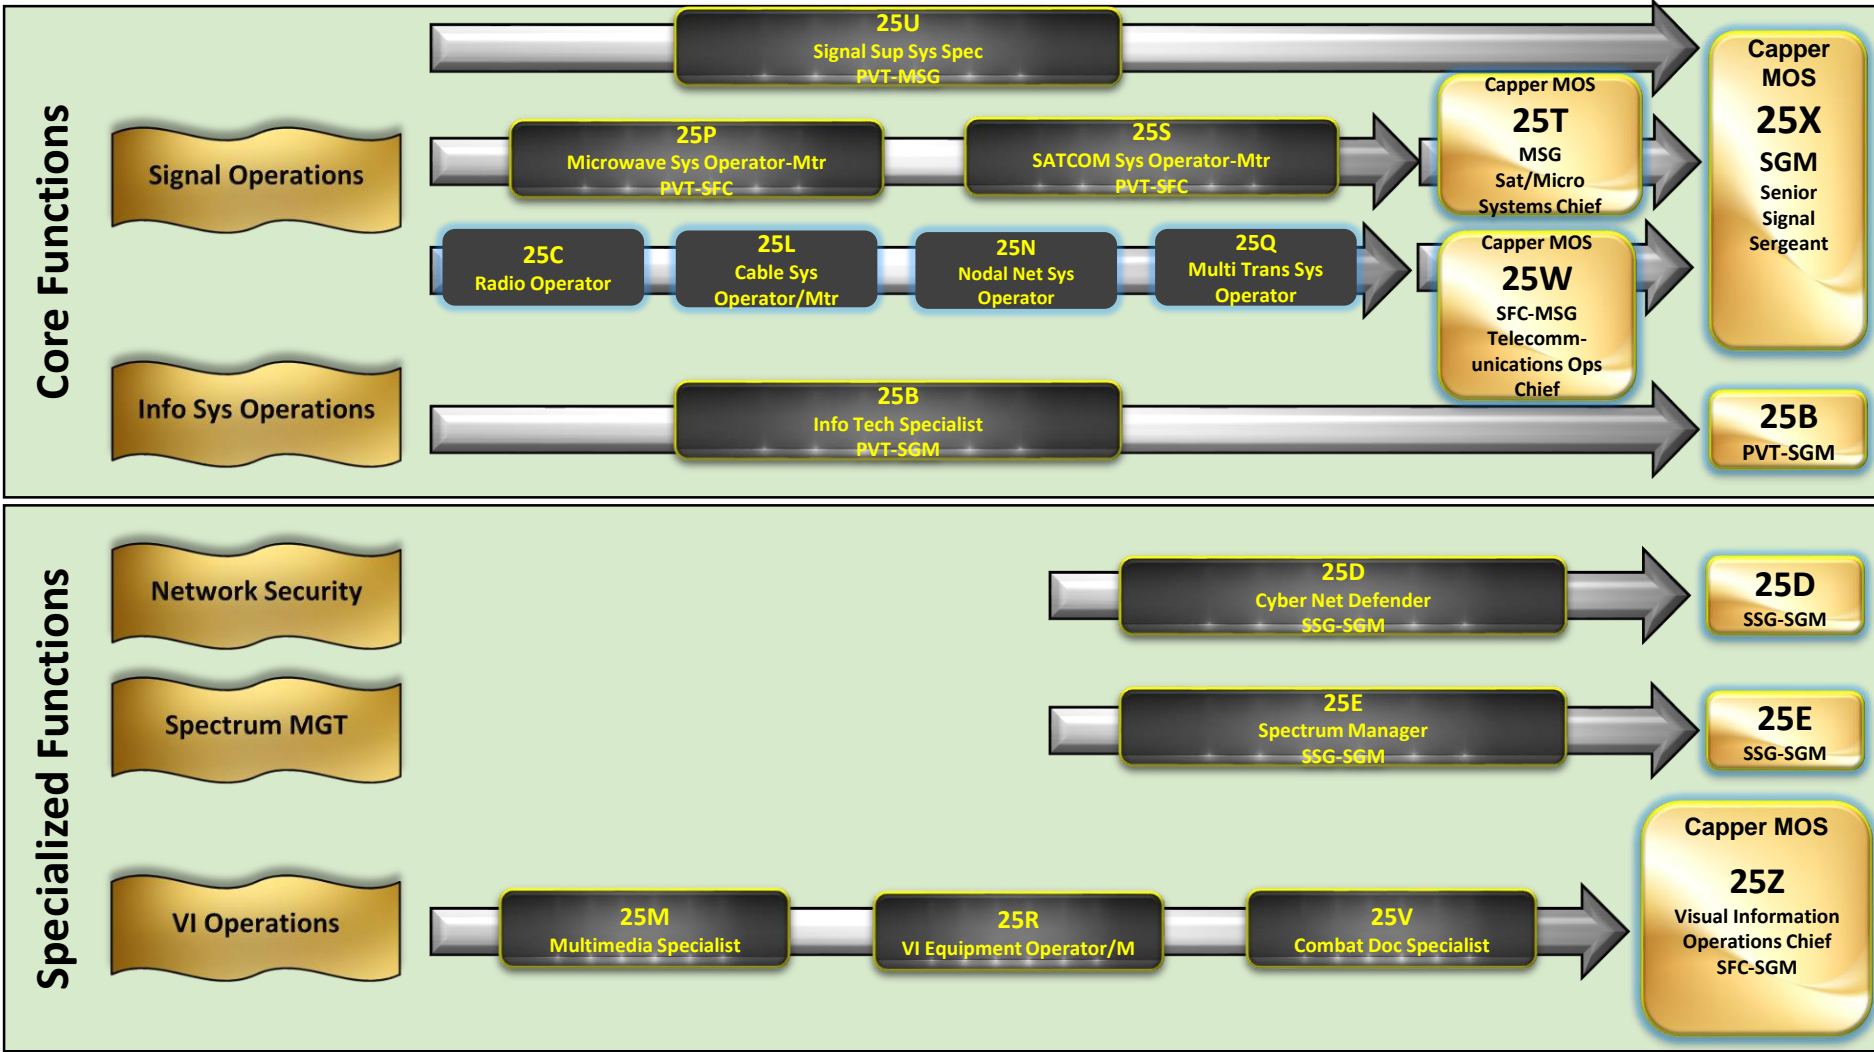 Core Functions
Signal Operations
Info Sys Operations
25U
Signal Sup Sys Spec
PVT-MSG
25P
Microwave Sys Operator-Mtr
PVT-SFC
25S
SATCOM Sys Operator-Mtr
PVT-SFC
Capper MOS
25T
MSG
Sat/Micro
Systems Chief
25C
Radio Operator
25L
Cable Sys
Operator/Mtr
25N
Nodal Net Sys
Operator
25Q
Multi Trans Sys
Operator
Capper MOS
25W
SFC-MSG
Telecomm-
unications Ops
Chief
Capper
MOS
25X
SGM
Senior
Signal
Sergeant
25B
Info Tech Specialist
PVT-SGM
25B
PVT-SGM
Specialized Functions
Network Security
25D
Cyber Net Defender
SSG-SGM
25D
SSG-SGM
Spectrum MGT
25E
Spectrum Manager
SSG-SGM
25E
SSG-SGM
VI Operations
25M
Multimedia Specialist
25R
VI Equipment Operator/M
25V
Combat Doc Specialist
Capper MOS
25Z
Visual Information
Operations Chief
SFC-SGM